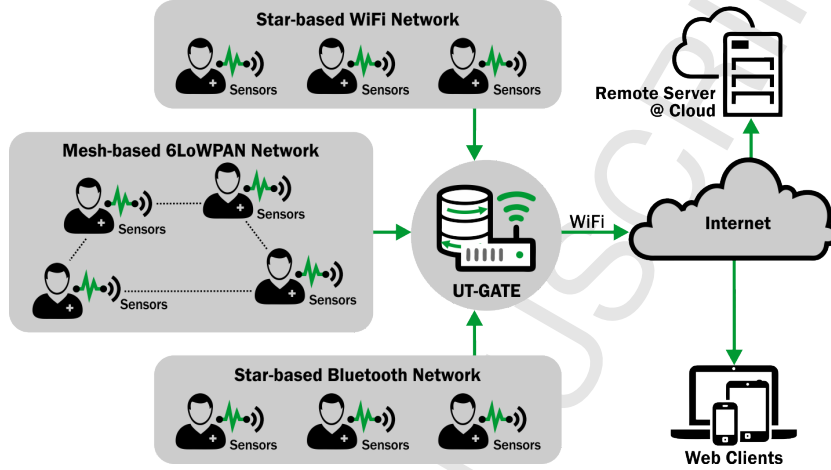 Star-based WiFi Network
Sensors Sensors Sensors
Remote Server
@ Cloud
Mesh-based 6LoWPAN Network
Sensors
Sensors
Sensors
Sensors
UT-GATE
WiFi
Internet
Star-based Bluetooth Network
Sensors Sensors Sensors
Web Clients